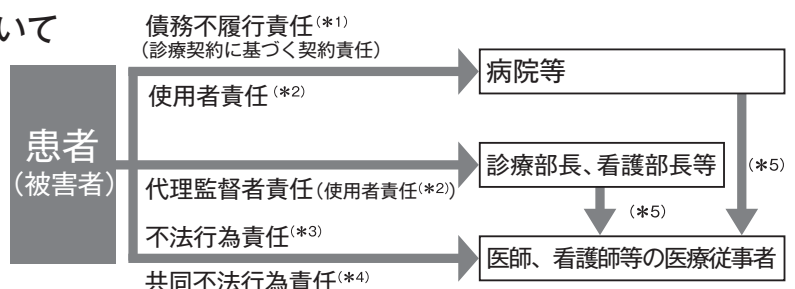 いて
債務不履行責任(*1)
(診療契約に基づく契約責任)
病院等
使用者責任(*2)
患者
(被害者)
診療部長、看護部長等
(*5)
代理監督者責任(使用者責任(*2))
(*5)
不法行為責任(*3)
医師、看護師等の医療従事者
共同不法行為責任(*4)